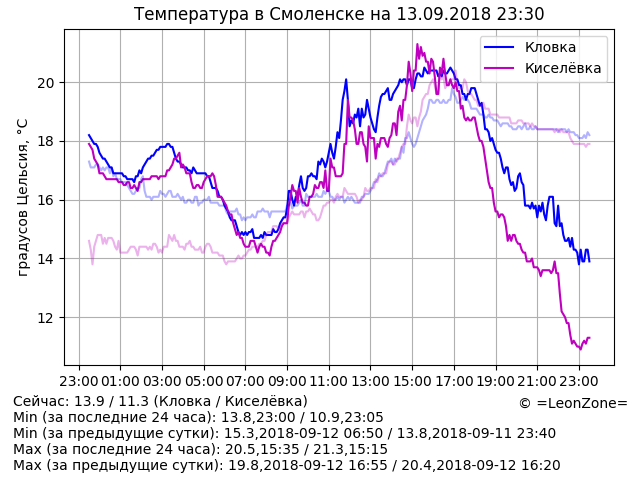 Температура в Смоленске на 13.09.2018 23:30
Кловка
Киселёвка
градусов Цельсия, °C
20
18
16
14
12
23:00 01:00 03:00 05:00 07:00 09:00 11:00 13:00 15:00 17:00 19:00 21:00 23:00
Сейчас: 13.9 / 11.3 (Кловка / Киселёвка)
© =LeonZone=
Min (за последние 24 часа): 13.8,23:00 / 10.9,23:05
Min (за предыдущие сутки): 15.3,2018-09-12 06:50 / 13.8,2018-09-11 23:40
Max (за последние 24 часа): 20.5,15:35 / 21.3,15:15
Max (за предыдущие сутки): 19.8,2018-09-12 16:55 / 20.4,2018-09-12 16:20